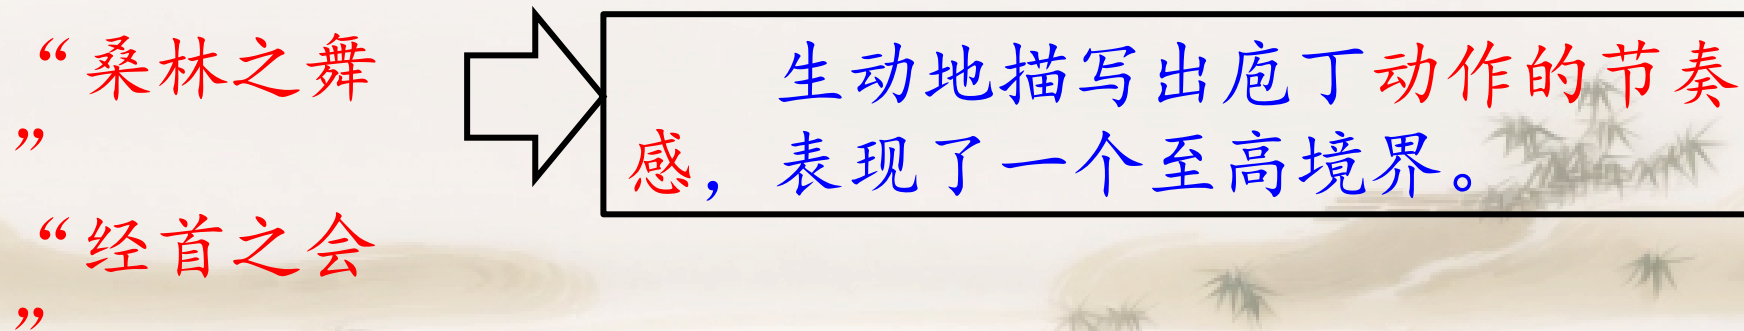 “桑林之舞
”
“经首之会
”
生动地描写出庖丁动作的节奏
感，表现了一个至高境界。